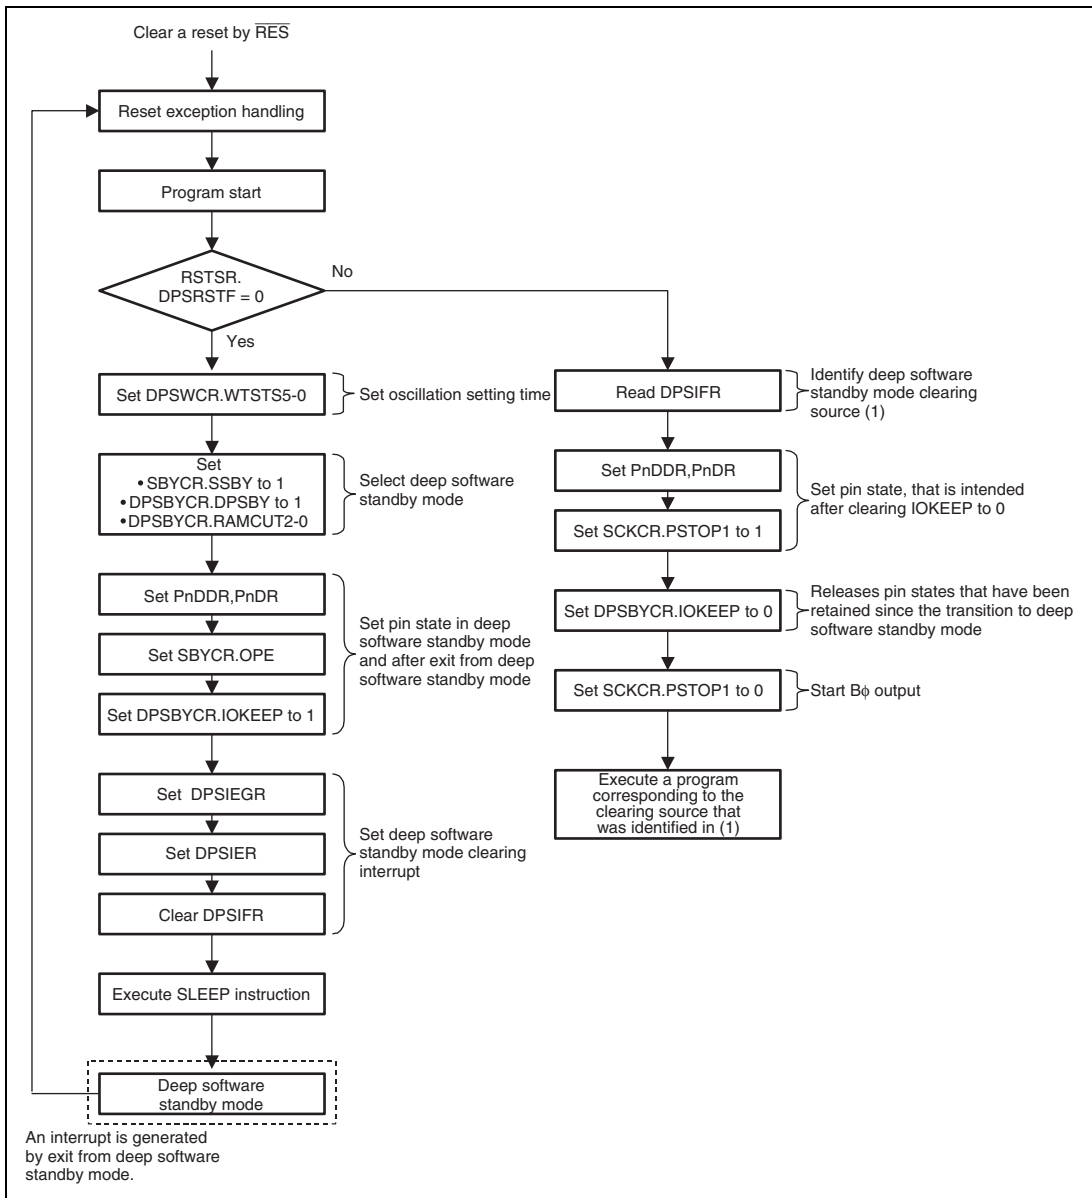 Clear a reset by RES
Reset exception handling
Program start
RSTSR.
DPSRSTF = 0
No
Yes
Set DPSWCR.WTSTS5-0
Set oscillation setting time
Set
• SBYCR.SSBY to 1
• DPSBYCR.DPSBY to 1
• DPSBYCR.RAMCUT2-0
Select deep software
standby mode
Set PnDDR,PnDR
Set SBYCR.OPE
Set DPSBYCR.IOKEEP to 1
Set pin state in deep
software standby mode
and after exit from deep
software standby mode
Set DPSIEGR
Set DPSIER
Clear DPSIFR
Set deep software
standby mode clearing
interrupt
Execute SLEEP instruction
Deep software
standby mode
An interrupt is generated
by exit from deep software
standby mode.
Read DPSIFR
Identify deep software
standby mode clearing
source (1)
Set PnDDR,PnDR
Set SCKCR.PSTOP1 to 1
Set pin state, that is intended
after clearing IOKEEP to 0
Set DPSBYCR.IOKEEP to 0
Releases pin states that have been
retained since the transition to deep
software standby mode
Set SCKCR.PSTOP1 to 0
Start Bϕ output
Execute a program
corresponding to the
clearing source that
was identified in (1)